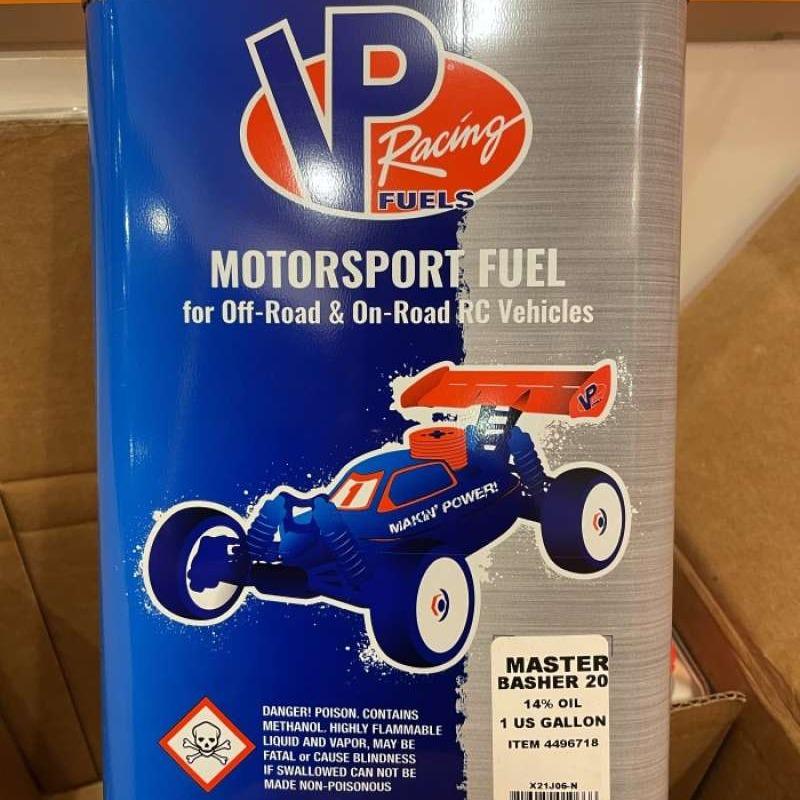 VP
Racing
FUELS
MOTORSPORT FUEL
for Off-Road & On-Road RC Vehicles
VP
1
MAKIN' POWER!
MASTER
BASHER 20
14% OIL
1 US GALLON
ITEM 4496718
X21J06-N
DANGER! POISON. CONTAINS
METHANOL. HIGHLY FLAMMABLE
LIQUID AND VAPOR, MAY BE
FATAL or CAUSE BLINDNESS
IF SWALLOWED CAN NOT BE
MADE NON-POISONOUS